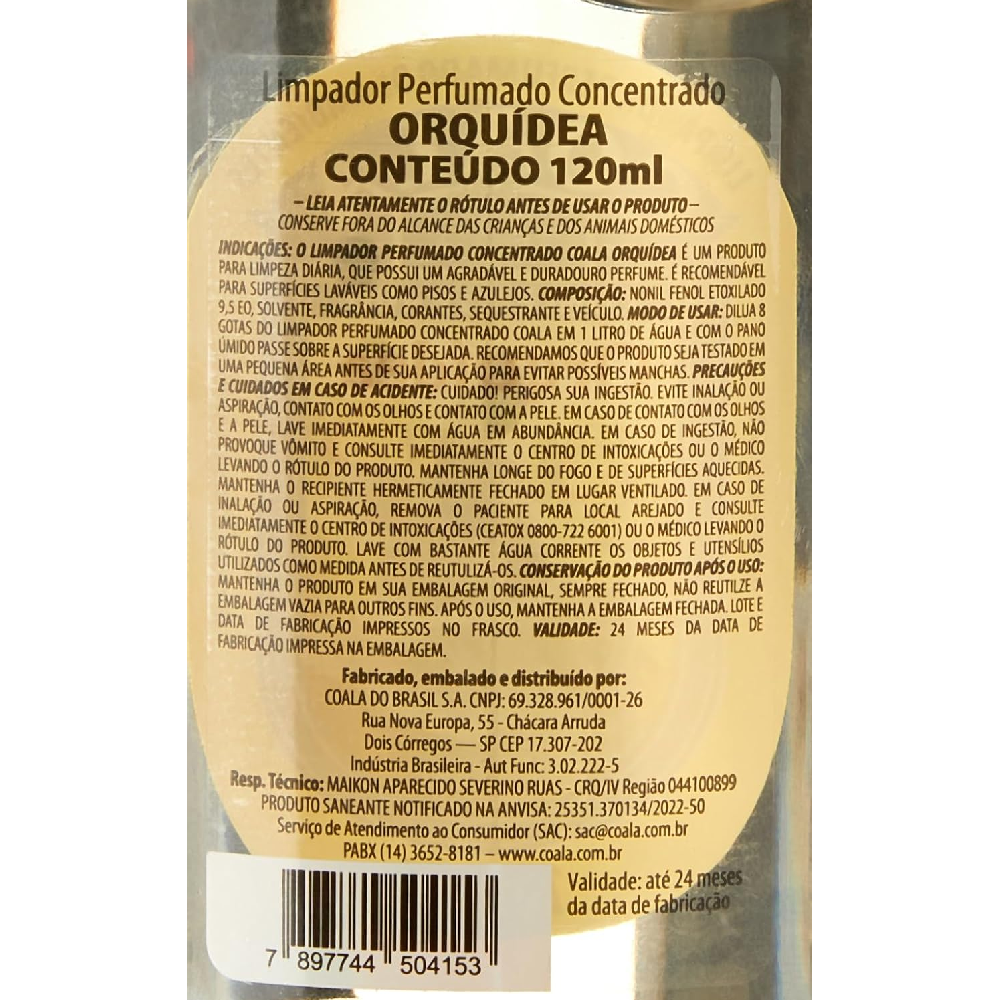 Limpador Perfumado Concentrado
ORQUÍDEA
CONTEÚDO 120ml
– LEIA ATENTAMENTE O RÓTULO ANTES DE USAR O PRODUTO –
CONSERVE FORA DO ALCANCE DAS CRIANÇAS E DOS ANIMAIS DOMÉSTICOS
INDICAÇÕES: O LIMPADOR PERFUMADO CONCENTRADO COALA ORQUÍDEA É UM PRODUTO
PARA LIMPEZA DIÁRIA, QUE POSSUI UM AGRADÁVEL E DURADOURO PERFUME. É RECOMENDÁVEL
PARA SUPERFÍCIES LAVÁVEIS COMO PISOS E AZULEJOS. COMPOSIÇÃO: NONIL FENOL ETOXILADO
9,5 EO, SOLVENTE, FRAGRÂNCIA, CORANTES, SEQUESTRANTE E VEÍCULO. MODO DE USAR: DILUA 8
GOTAS DO LIMPADOR PERFUMADO CONCENTRADO COALA EM 1 LITRO DE ÁGUA E COM O PANO
ÚMIDO PASSE SOBRE A SUPERFÍCIE DESEJADA. RECOMENDAMOS QUE O PRODUTO SEJA TESTADO EM
UMA PEQUENA ÁREA ANTES DE SUA APLICAÇÃO PARA EVITAR POSSÍVEIS MANCHAS. PRECAUÇÕES
E CUIDADOS EM CASO DE ACIDENTE: CUIDADO! PERIGOSA SUA INGESTÃO. EVITE INALAÇÃO OU
ASPIRAÇÃO, CONTATO COM OS OLHOS E CONTATO COM A PELE. EM CASO DE CONTATO COM OS OLHOS
E A PELE, LAVE IMEDIATAMENTE COM ÁGUA EM ABUNDÂNCIA. EM CASO DE INGESTÃO, NÃO
PROVOQUE VÔMITO E CONSULTE IMEDIATAMENTE O CENTRO DE INTOXICAÇÕES OU O MÉDICO
LEVANDO O RÓTULO DO PRODUTO. MANTENHA LONGE DO FOGO E DE SUPERFÍCIES AQUECIDAS.
MANTENHA O RECIPIENTE HERMETICAMENTE FECHADO EM LUGAR VENTILADO. EM CASO DE
INALAÇÃO OU ASPIRAÇÃO, REMOVA O PACIENTE PARA LOCAL AREJADO E CONSULTE
IMEDIATAMENTE O CENTRO DE INTOXICAÇÕES (CEATOX 0800-722 6001) OU O MÉDICO LEVANDO O
RÓTULO DO PRODUTO. LAVE COM BASTANTE ÁGUA CORRENTE OS OBJETOS E UTENSÍLIOS
UTILIZADOS COMO MEDIDA ANTES DE REUTULIZÁ-OS. CONSERVAÇÃO DO PRODUTO APÓS O USO:
MANTENHA O PRODUTO EM SUA EMBALAGEM ORIGINAL, SEMPRE FECHADO, NÃO REUTILZE A
EMBALAGEM VAZIA PARA OUTROS FINS. APÓS O USO, MANTENHA A EMBALAGEM FECHADA. LOTE E
DATA DE FABRICAÇÃO IMPRESSOS NO FRASCO. VALIDADE: 24 MESES DA DATA DE
FABRICAÇÃO IMPRESSA NA EMBALAGEM.
Fabricado, embalado e distribuído por:
COALA DO BRASIL S.A. CNPJ: 69.328.961/0001-26
Rua Nova Europa, 55 - Chácara Arruda
Dois Córregos — SP CEP 17.307-202
Indústria Brasileira - Aut Func: 3.02.222-5
Resp. Técnico: MAIKON APARECIDO SEVERINO RUAS - CRQ/IV Região 044100899
PRODUTO SANEANTE NOTIFICADO NA ANVISA: 25351.370134/2022-50
Serviço de Atendimento ao Consumidor (SAC): sac@coala.com.br
PABX (14) 3652-8181 – www.coala.com.br
Validade: até 24 meses
da data de fabricação
7 897744 504153